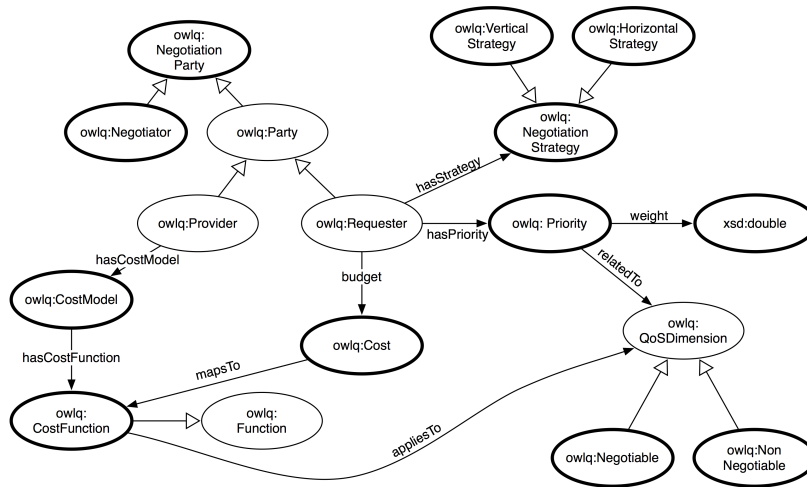 owlq:
Negotiation
Party
owlq:Vertical
Strategy
owlq:Horizontal
Strategy
owlq:Negotiator
owlq:Party
owlq:
Negotiation
Strategy
hasStrategy
owlq:Provider
owlq:Requester
hasPriority
owlq: Priority
weight
xsd:double
hasCostModel
budget
relatedTo
owlq:CostModel
owlq:
QoSDimension
hasCostFunction
mapsTo
owlq:Cost
owlq:
CostFunction
owlq:
Function
appliesTo
owlq:Negotiable
owlq:Non
Negotiable